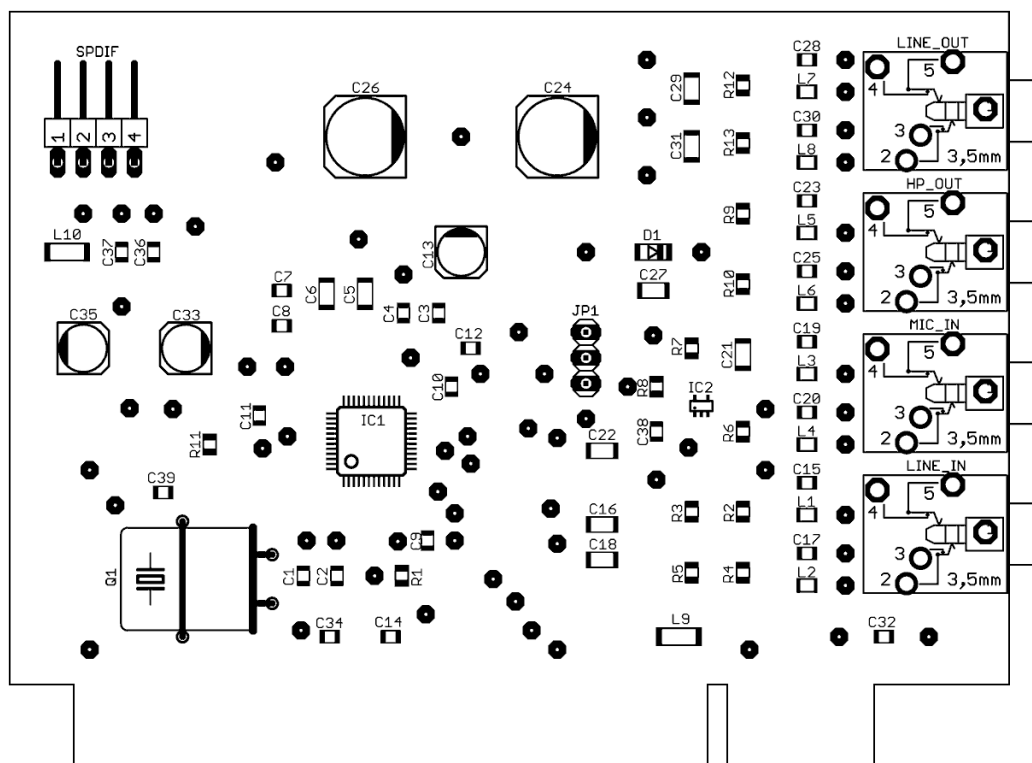 SPDIF
1 2 3 4
C26
C24
C29
R12
C31
R13
C28
L7
C30
L8
LINE_OUT
5
4
3
2
3,5mm
L10
C37
C36
C13
R9
D1
C27
R10
C23
L5
C25
L6
HP_OUT
5
4
3
2
3,5mm
C7
C8
C6
C5
C4
C3
C35
C33
C12
C10
JP1
R7
C21
R8
IC2
C19
L3
C20
L4
MIC_IN
5
4
3
2
3,5mm
C11
R11
IC1
C22
C38
R6
C39
C16
C18
R3
R2
R5
R4
C15
L1
C17
L2
LINE_IN
5
4
3
2
3,5mm
Q1
C1
C2
R1
C9
C34
C14
L9
C32